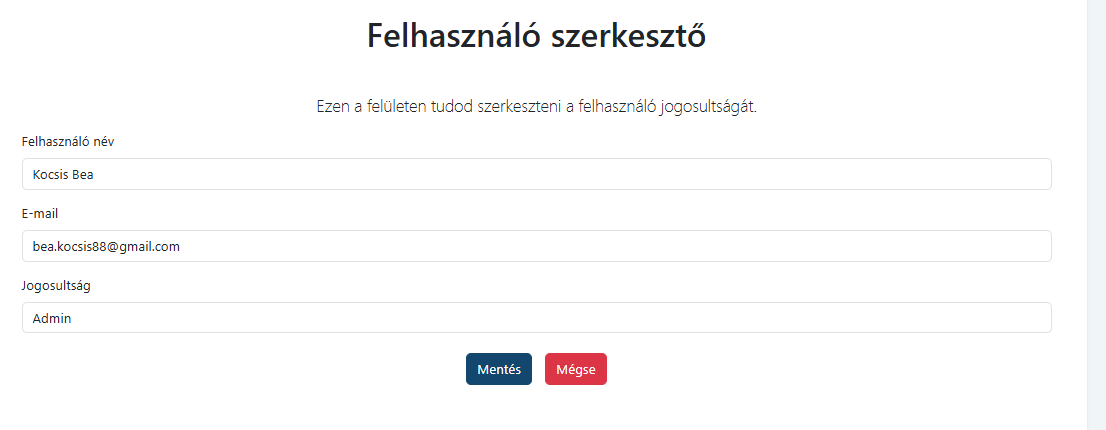 Felhasználó szerkesztő
Ezen a felületen tudod szerkeszteni a felhasználó jogosultságát.
Felhasználó név
Kocsis Bea
E-mail
bea.kocsis88@gmail.com
Jogosultság
Admin
Mentés Mégse